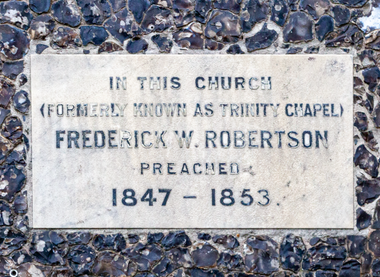 IN THIS CHURCH
(FORMERLY KNOWN AS TRINITY CHAPEL)
FREDERICK W. ROBERTSON
PREACHED
1847 - 1853.